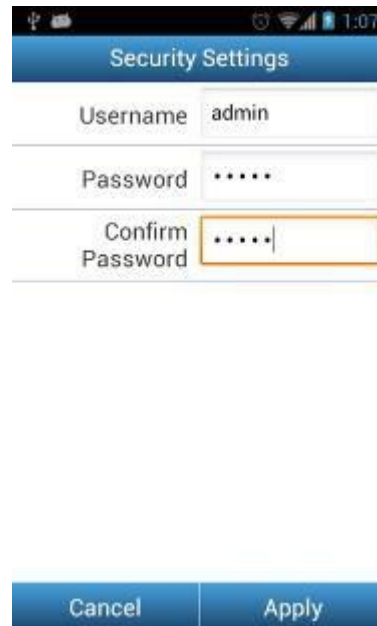 1:07
Security Settings
Username admin
Password •••••
Confirm
Password •••••
Cancel Apply